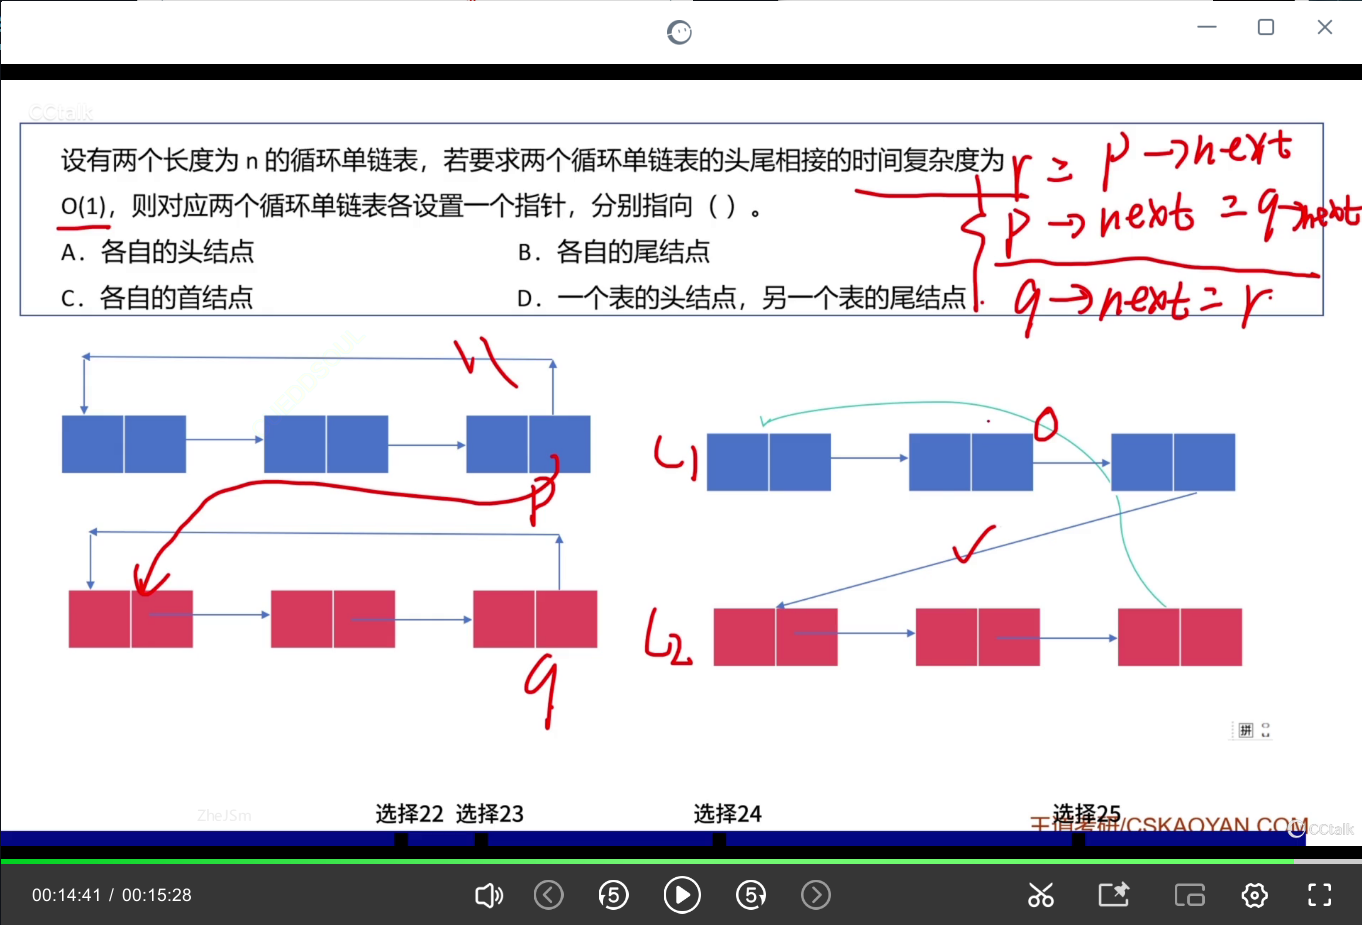 CCtalk
设有两个长度为 n 的循环单链表，若要求两个循环单链表的头尾相接的时间复杂度为
O(1)，则对应两个循环单链表各设置一个指针，分别指向（ ）。
A．各自的头结点 B．各自的尾结点
C．各自的首结点 D．一个表的头结点，另一个表的尾结点
r = p→next
p→next = q→next
q→next = r
L1
P
L2
q
拼
ZheJSm
选择22 选择23 选择24 选择25
王道考研/CSKAOYAN.COM
CCtalk
00:14:41 / 00:15:28
5 5